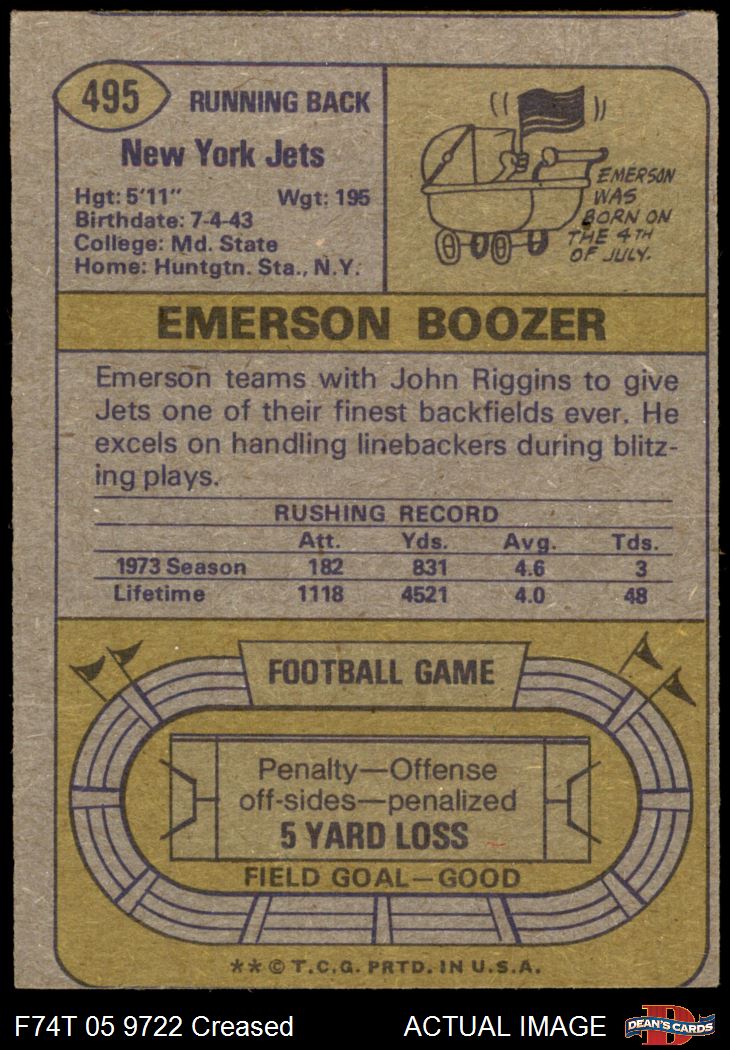 495
RUNNING BACK
New York Jets
Hgt: 5'11" Wgt: 195
Birthdate: 7-4-43
College: Md. State
Home: Huntgtn. Sta., N.Y.
EMERSON
WAS
BORN ON
THE 4TH
OF JULY.
EMERSON BOOZER
Emerson teams with John Riggins to give
Jets one of their finest backfields ever. He
excels on handling linebackers during blitz-
ing plays.
RUSHING RECORD
Att. Yds. Avg. Tds.
1973 Season 182 831 4.6 3
Lifetime 1118 4521 4.0 48
FOOTBALL GAME
Penalty—Offense
off-sides—penalized
5 YARD LOSS
FIELD GOAL—GOOD
** © T.C.G. PRTD. IN U.S.A.
F74T 05 9722 Creased ACTUAL IMAGE
D
DEAN'S CARDS